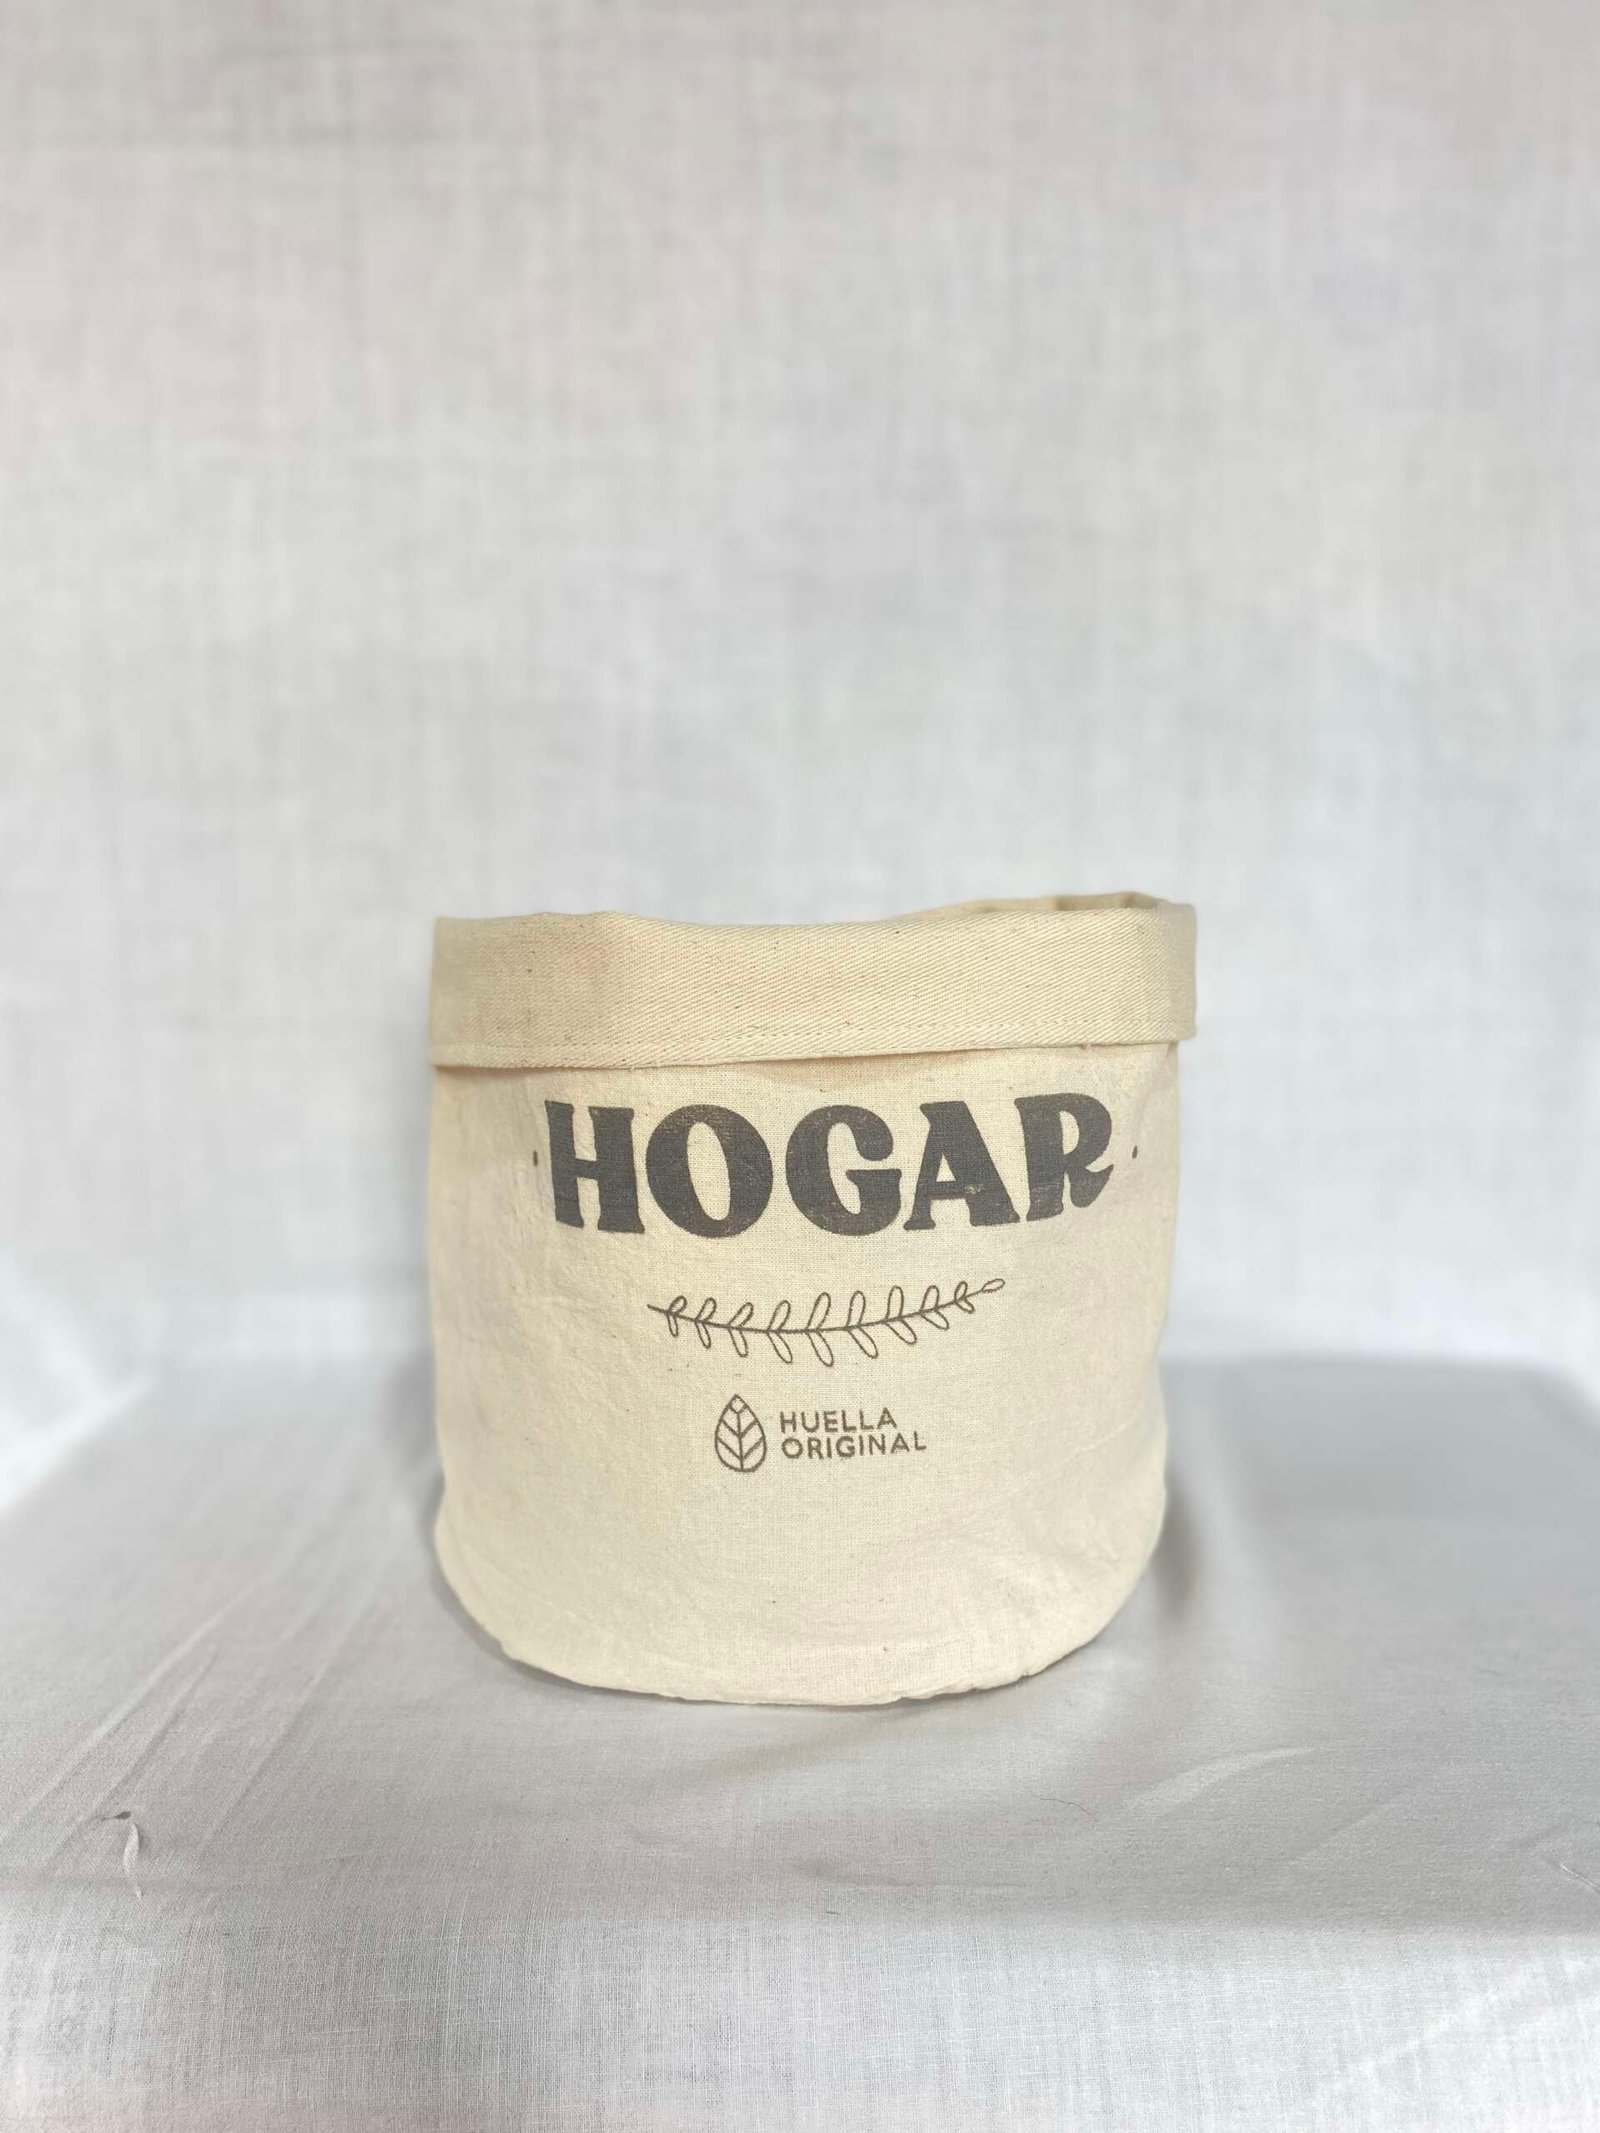 · HOGAR ·
HUELLA
ORIGINAL